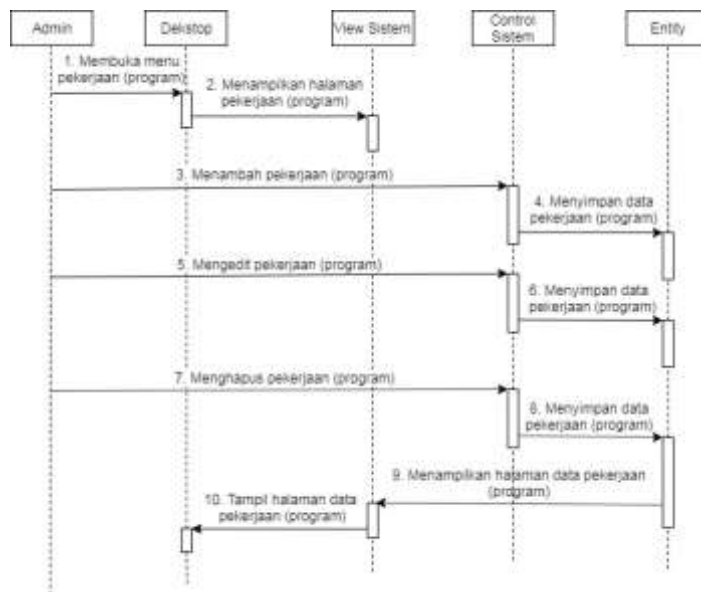 Admin
Dekstop
View Sistem
Control
Sistem
Entity
1. Membuka menu
pekerjaan (program)
2. Menampilkan halaman
pekerjaan (program)
3. Menambah pekerjaan (program)
4. Menyimpan data
pekerjaan (program)
5. Mengedit pekerjaan (program)
6. Menyimpan data
pekerjaan (program)
7. Menghapus pekerjaan (program)
8. Menyimpan data
pekerjaan (program)
9. Menampilkan halaman data pekerjaan
(program)
10. Tampil halaman data
pekerjaan (program)